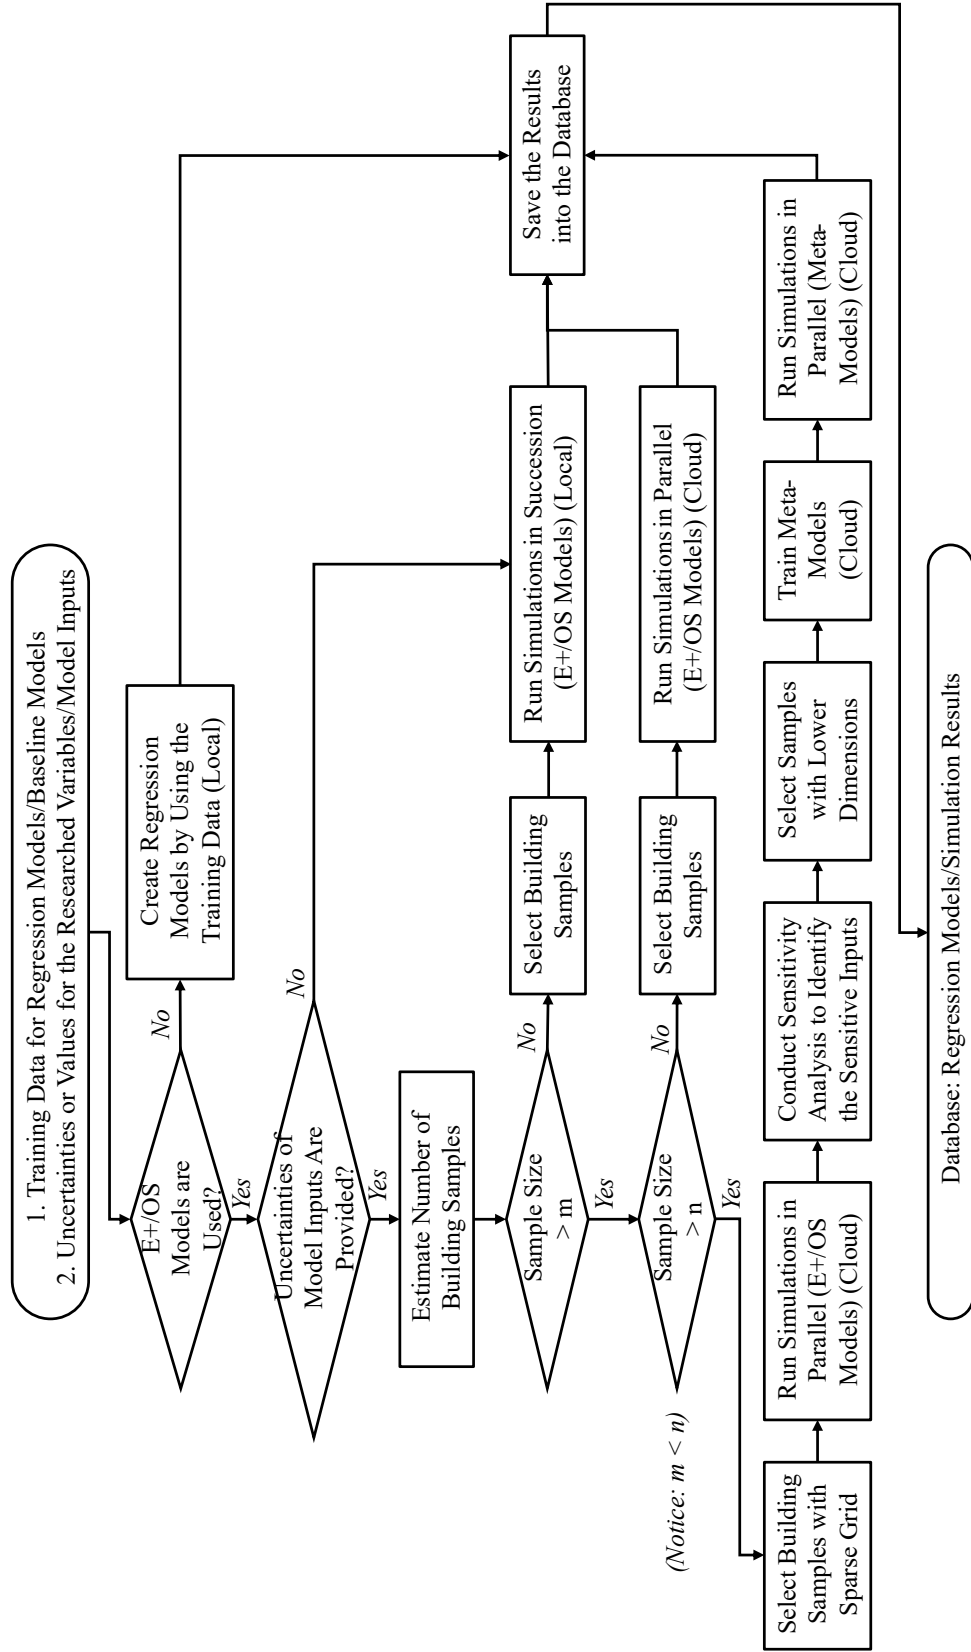 1. Training Data for Regression Models/Baseline Models
2. Uncertainties or Values for the Researched Variables/Model Inputs
E+/OS
Models are
Used?
No
Create Regression
Models by Using the
Training Data (Local)
Yes
Uncertainties of
Model Inputs Are
Provided?
No
Yes
Estimate Number of
Building Samples
Sample Size
> m
No
Select Building
Samples
Run Simulations in Succession
(E+/OS Models) (Local)
Save the Results
into the Database
Yes
Sample Size
> n
No
Select Building
Samples
Run Simulations in Parallel
(E+/OS Models) (Cloud)
(Notice: m < n)
Yes
Select Building
Samples with
Sparse Grid
Run Simulations in
Parallel (E+/OS
Models) (Cloud)
Conduct Sensitivity
Analysis to Identify
the Sensitive Inputs
Select Samples
with Lower
Dimensions
Train Meta-
Models
(Cloud)
Run Simulations in
Parallel (Meta-
Models) (Cloud)
Database: Regression Models/Simulation Results